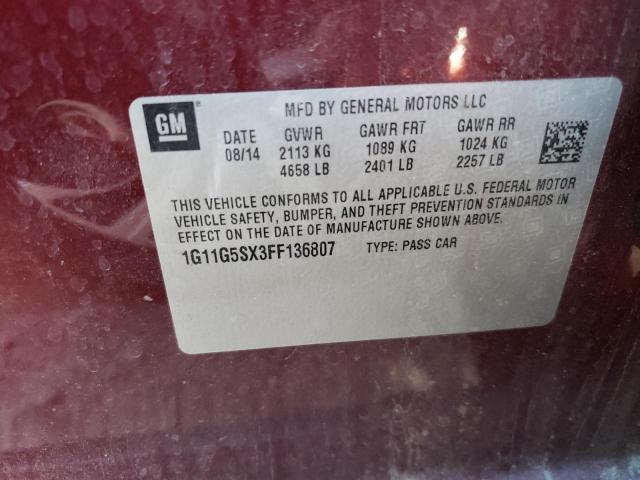 GM
MFD BY GENERAL MOTORS LLC
DATE GVWR GAWR FRT GAWR RR
08/14 2113 KG 1089 KG 1024 KG
4658 LB 2401 LB 2257 LB
THIS VEHICLE CONFORMS TO ALL APPLICABLE U.S. FEDERAL MOTOR
VEHICLE SAFETY, BUMPER, AND THEFT PREVENTION STANDARDS IN
EFFECT ON THE DATE OF MANUFACTURE SHOWN ABOVE.
1G11G5SX3FF136807 TYPE: PASS CAR